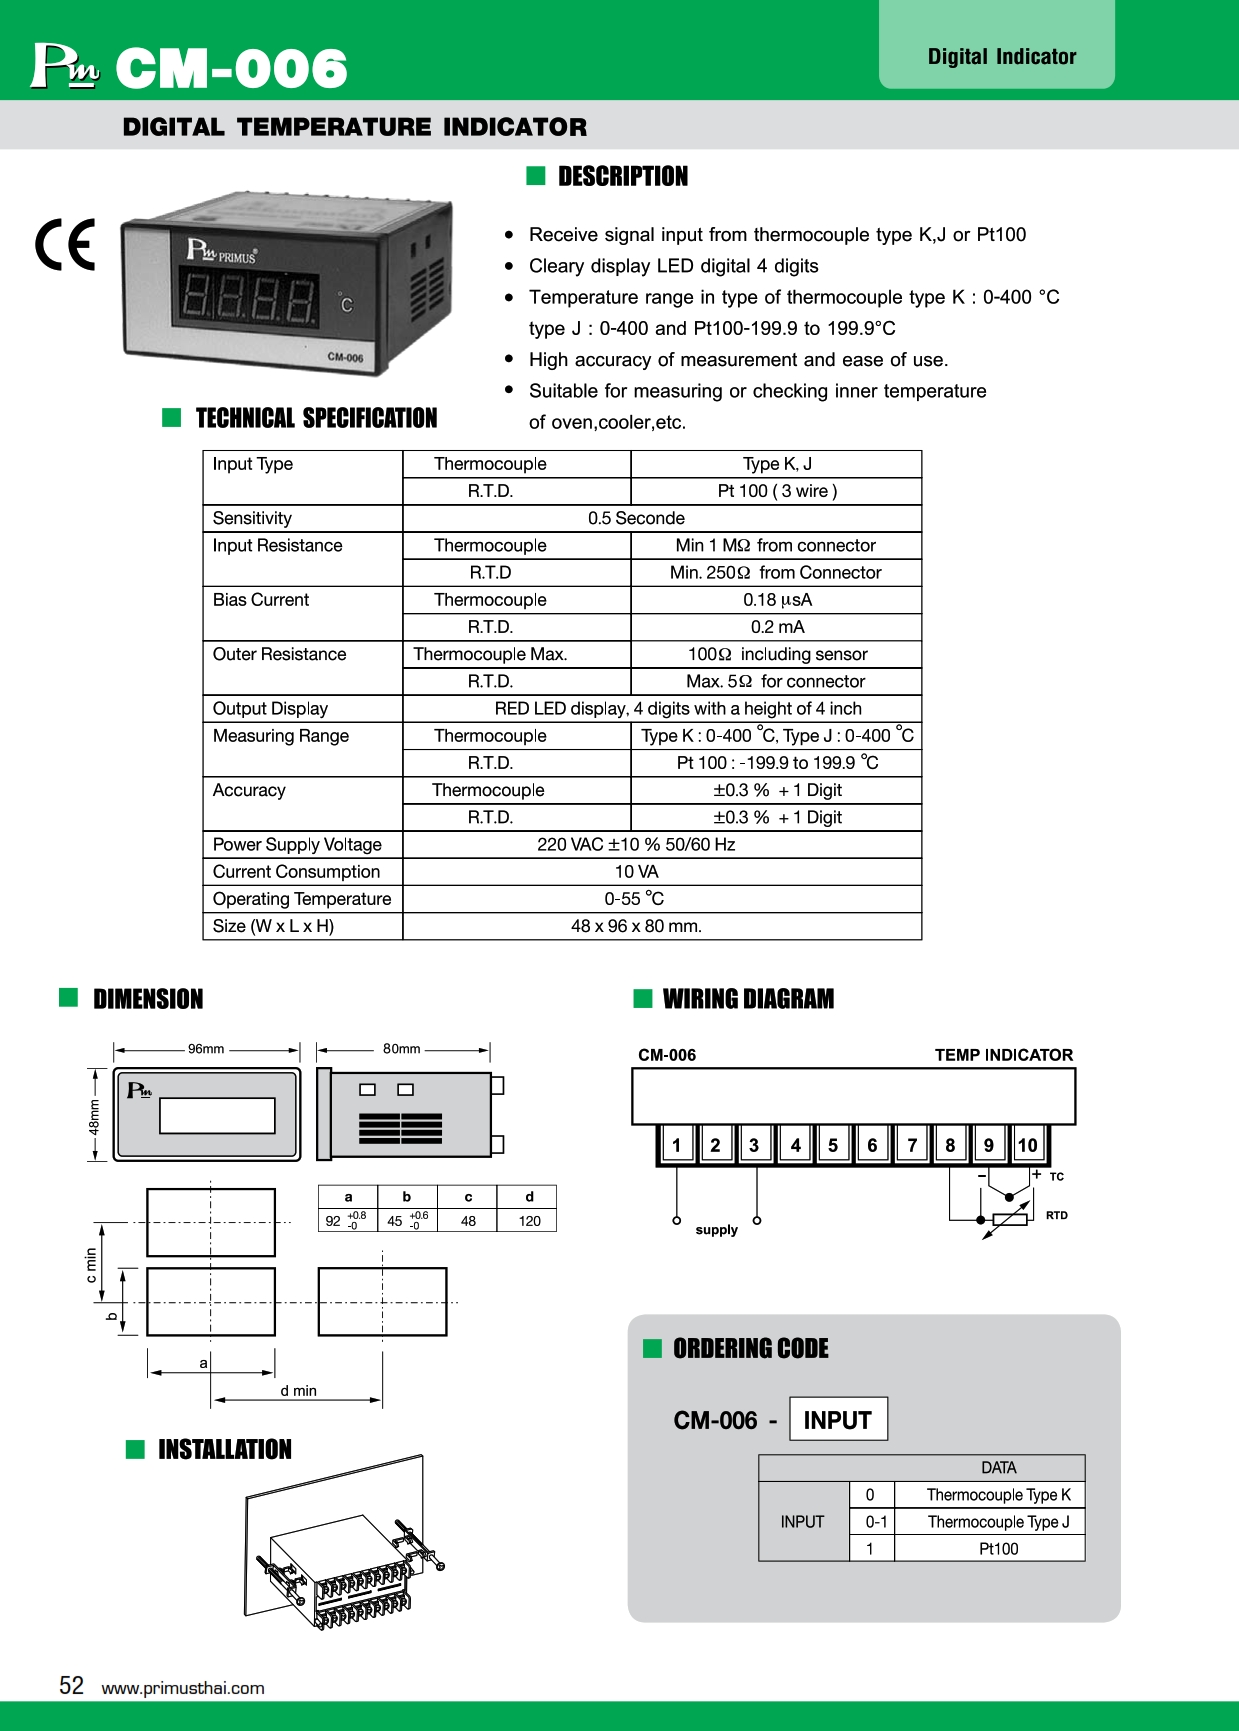 Pm CM-006
Digital Indicator
DIGITAL TEMPERATURE INDICATOR
DESCRIPTION
CE
Pm PRIMUS®
8.8.8.8 °C
CM-006
• Receive signal input from thermocouple type K,J or Pt100
• Cleary display LED digital 4 digits
• Temperature range in type of thermocouple type K : 0-400 °C
type J : 0-400 and Pt100-199.9 to 199.9°C
• High accuracy of measurement and ease of use.
• Suitable for measuring or checking inner temperature
of oven,cooler,etc.
TECHNICAL SPECIFICATION
Input Type Thermocouple Type K, J
R.T.D. Pt 100 ( 3 wire )
Sensitivity 0.5 Seconde
Input Resistance Thermocouple Min 1 MΩ from connector
R.T.D Min. 250Ω from Connector
Bias Current Thermocouple 0.18 µsA
R.T.D. 0.2 mA
Outer Resistance Thermocouple Max. 100Ω including sensor
R.T.D. Max. 5Ω for connector
Output Display RED LED display, 4 digits with a height of 4 inch
Measuring Range Thermocouple Type K : 0-400 °C, Type J : 0-400 °C
R.T.D. Pt 100 : -199.9 to 199.9 °C
Accuracy Thermocouple ±0.3 % + 1 Digit
R.T.D. ±0.3 % + 1 Digit
Power Supply Voltage 220 VAC ±10 % 50/60 Hz
Current Consumption 10 VA
Operating Temperature 0-55 °C
Size (W x L x H) 48 x 96 x 80 mm.
DIMENSION
96mm 80mm
48mm
Pm
a b c d
92 +0.8 -0 45 +0.6 -0 48 120
c min
b
a
d min
WIRING DIAGRAM
CM-006 TEMP INDICATOR
1 2 3 4 5 6 7 8 9 10
- + TC
RTD
supply
ORDERING CODE
CM-006 - INPUT
DATA
INPUT
0 Thermocouple Type K
0-1 Thermocouple Type J
1 Pt100
INSTALLATION
52 www.primusthai.com